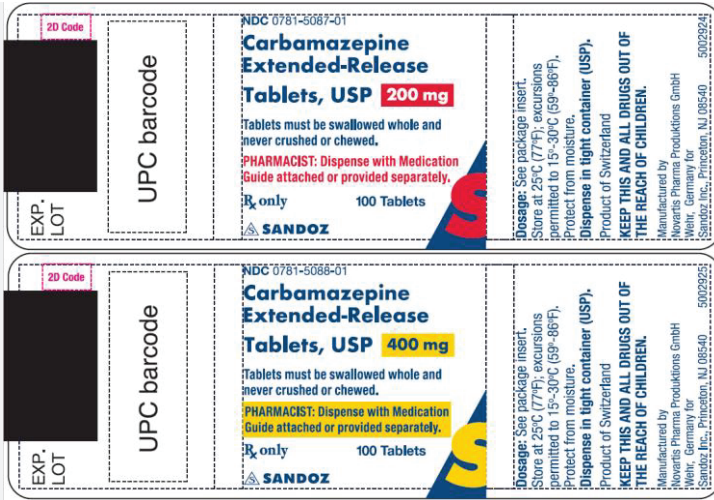 2D Code
EXP.
LOT
UPC barcode
NDC 0781-5087-01
Carbamazepine
Extended-Release
Tablets, USP 200 mg
Tablets must be swallowed whole and
never crushed or chewed.
PHARMACIST: Dispense with Medication
Guide attached or provided separately.
Rx only 100 Tablets
SANDOZ
S
Dosage: See package insert.
Store at 25°C (77°F); excursions
permitted to 15°-30°C (59°-86°F).
Protect from moisture.
Dispense in tight container (USP).
Product of Switzerland
KEEP THIS AND ALL DRUGS OUT OF
THE REACH OF CHILDREN.
Manufactured by
Novartis Pharma Produktions GmbH
Wehr, Germany for
Sandoz Inc., Princeton, NJ 08540 5002924
2D Code
EXP.
LOT
UPC barcode
NDC 0781-5088-01
Carbamazepine
Extended-Release
Tablets, USP 400 mg
Tablets must be swallowed whole and
never crushed or chewed.
PHARMACIST: Dispense with Medication
Guide attached or provided separately.
Rx only 100 Tablets
SANDOZ
S
Dosage: See package insert.
Store at 25°C (77°F); excursions
permitted to 15°-30°C (59°-86°F).
Protect from moisture.
Dispense in tight container (USP).
Product of Switzerland
KEEP THIS AND ALL DRUGS OUT OF
THE REACH OF CHILDREN.
Manufactured by
Novartis Pharma Produktions GmbH
Wehr, Germany for
Sandoz Inc., Princeton, NJ 08540 5002925